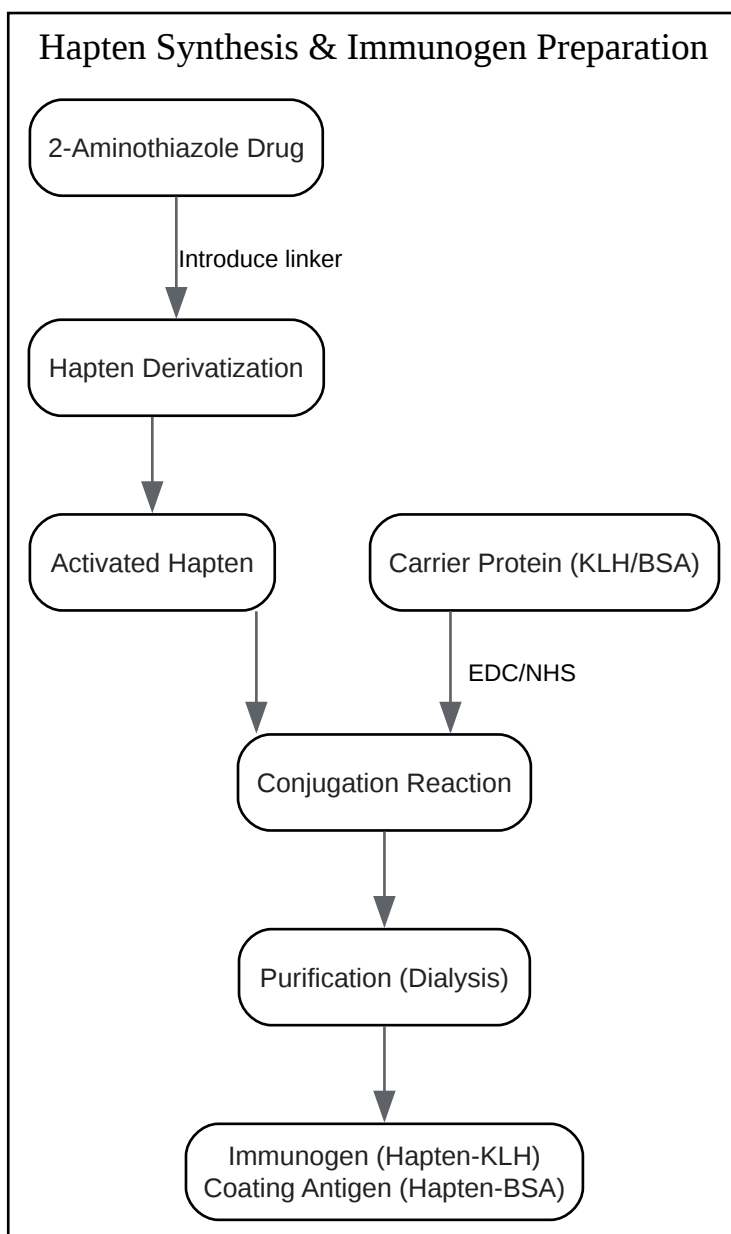 Hapten Synthesis & Immunogen Preparation
2-Aminothiazole Drug
Introduce linker
Hapten Derivatization
Activated Hapten
Carrier Protein (KLH/BSA)
EDC/NHS
Conjugation Reaction
Purification (Dialysis)
Immunogen (Hapten-KLH)
Coating Antigen (Hapten-BSA)